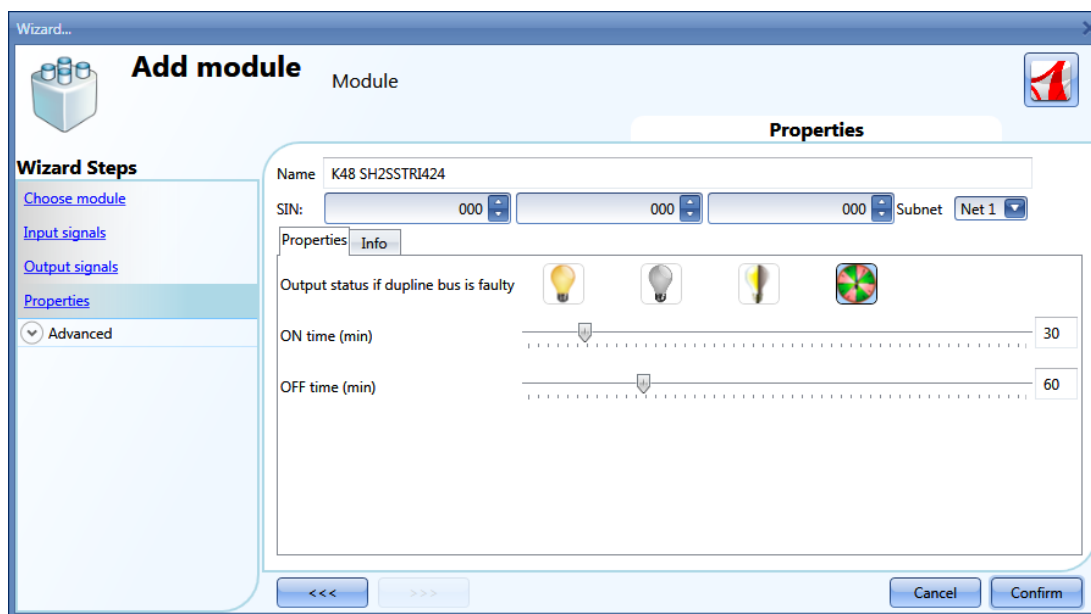 Wizard...
Add module
Module
Properties
Wizard Steps
Choose module
Input signals
Output signals
Properties
Advanced
Name K48 SH2SSTRI424
SIN: 000 000 000 Subnet Net 1
Properties Info
Output status if dupline bus is faulty
ON time (min) 30
OFF time (min) 60
<<< >>> Cancel Confirm